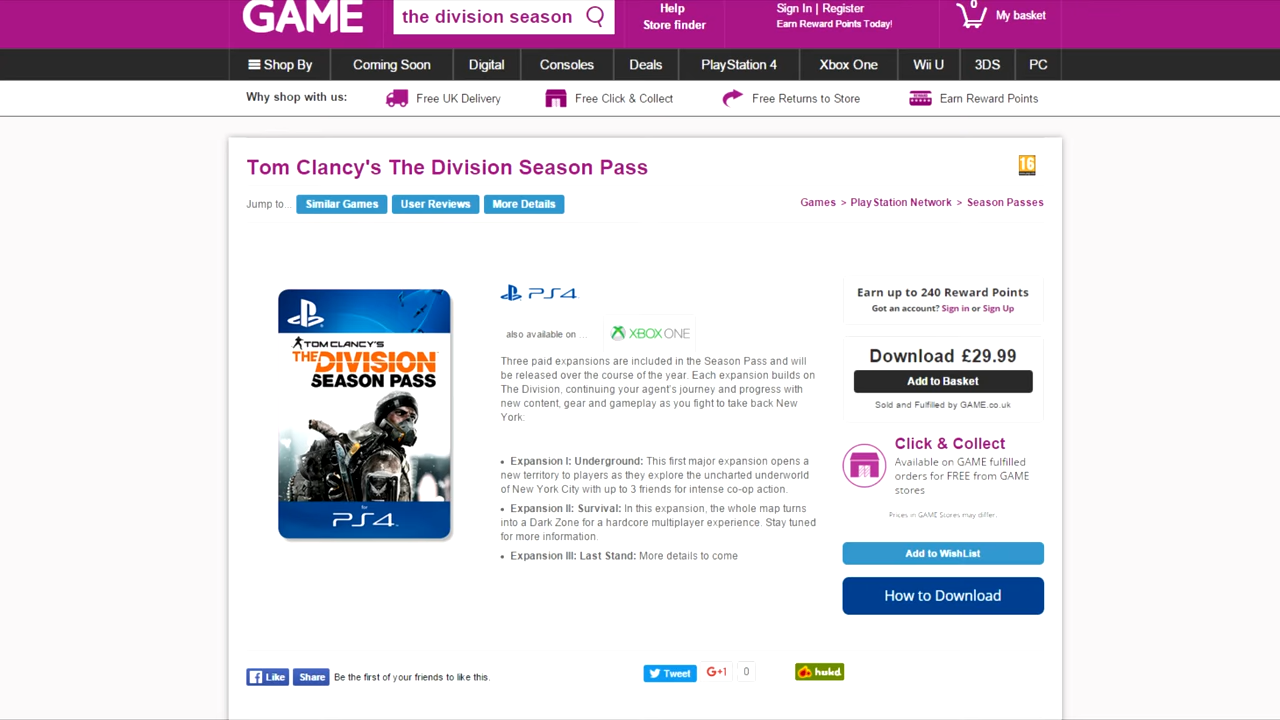 GAME
the division season
Help
Store finder
Sign In | Register
Earn Reward Points Today!
0
My basket
Shop By
Coming Soon
Digital
Consoles
Deals
PlayStation 4
Xbox One
Wii U
3DS
PC
Why shop with us:
Free UK Delivery
Free Click & Collect
Free Returns to Store
Earn Reward Points
Tom Clancy's The Division Season Pass
16
Jump to...
Similar Games
User Reviews
More Details
Games > PlayStation Network > Season Passes
TOM CLANCY'S
THE DIVISION
SEASON PASS
for
PS4
PS4
also available on ...
XBOX ONE
Three paid expansions are included in the Season Pass and will
be released over the course of the year. Each expansion builds on
The Division, continuing your agent's journey and progress with
new content, gear and gameplay as you fight to take back New
York.
• Expansion I: Underground: This first major expansion opens a
new territory to players as they explore the uncharted underworld
of New York City with up to 3 friends for intense co-op action.
• Expansion II: Survival: In this expansion, the whole map turns
into a Dark Zone for a hardcore multiplayer experience. Stay tuned
for more information.
• Expansion III: Last Stand: More details to come
Earn up to 240 Reward Points
Got an account? Sign in or Sign Up
Download £29.99
Add to Basket
Sold and Fulfilled by GAME.co.uk
Click & Collect
Available on GAME fulfilled
orders for FREE from GAME
stores
Prices in GAME Stores may differ.
Add to WishList
How to Download
Like
Share
Be the first of your friends to like this.
Tweet
G+1
0
hukd